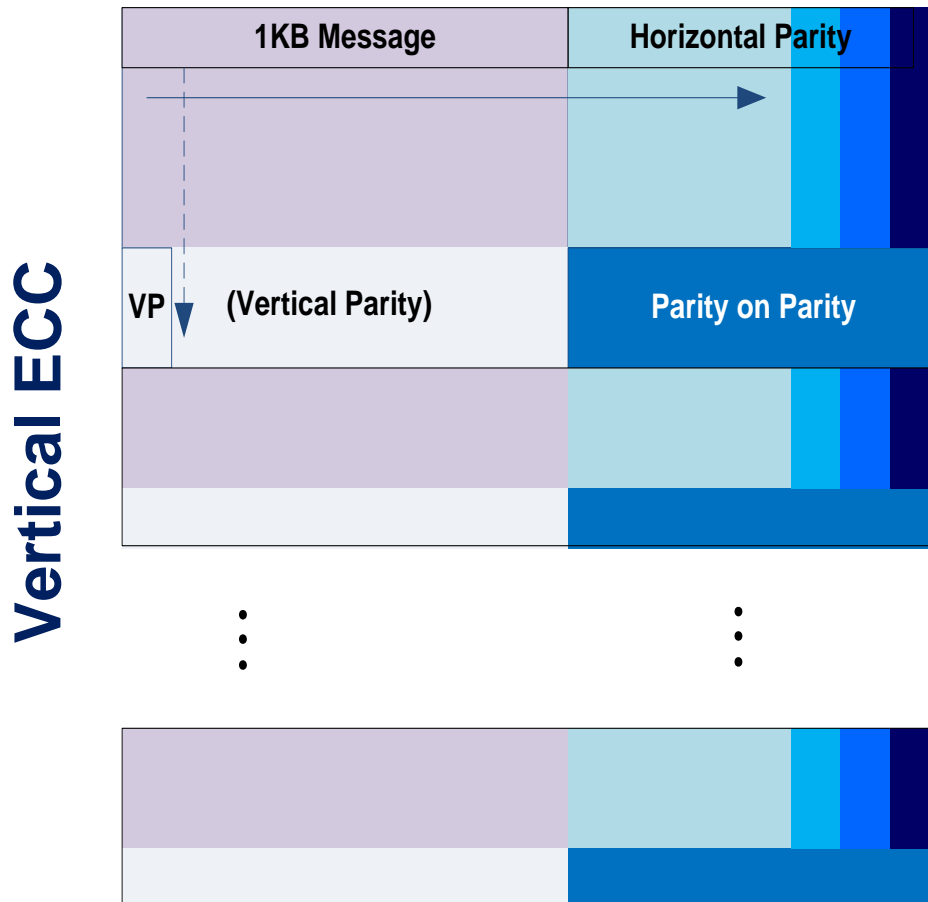 1KB Message
Horizontal Parity
VP
(Vertical Parity)
Parity on Parity
Vertical ECC